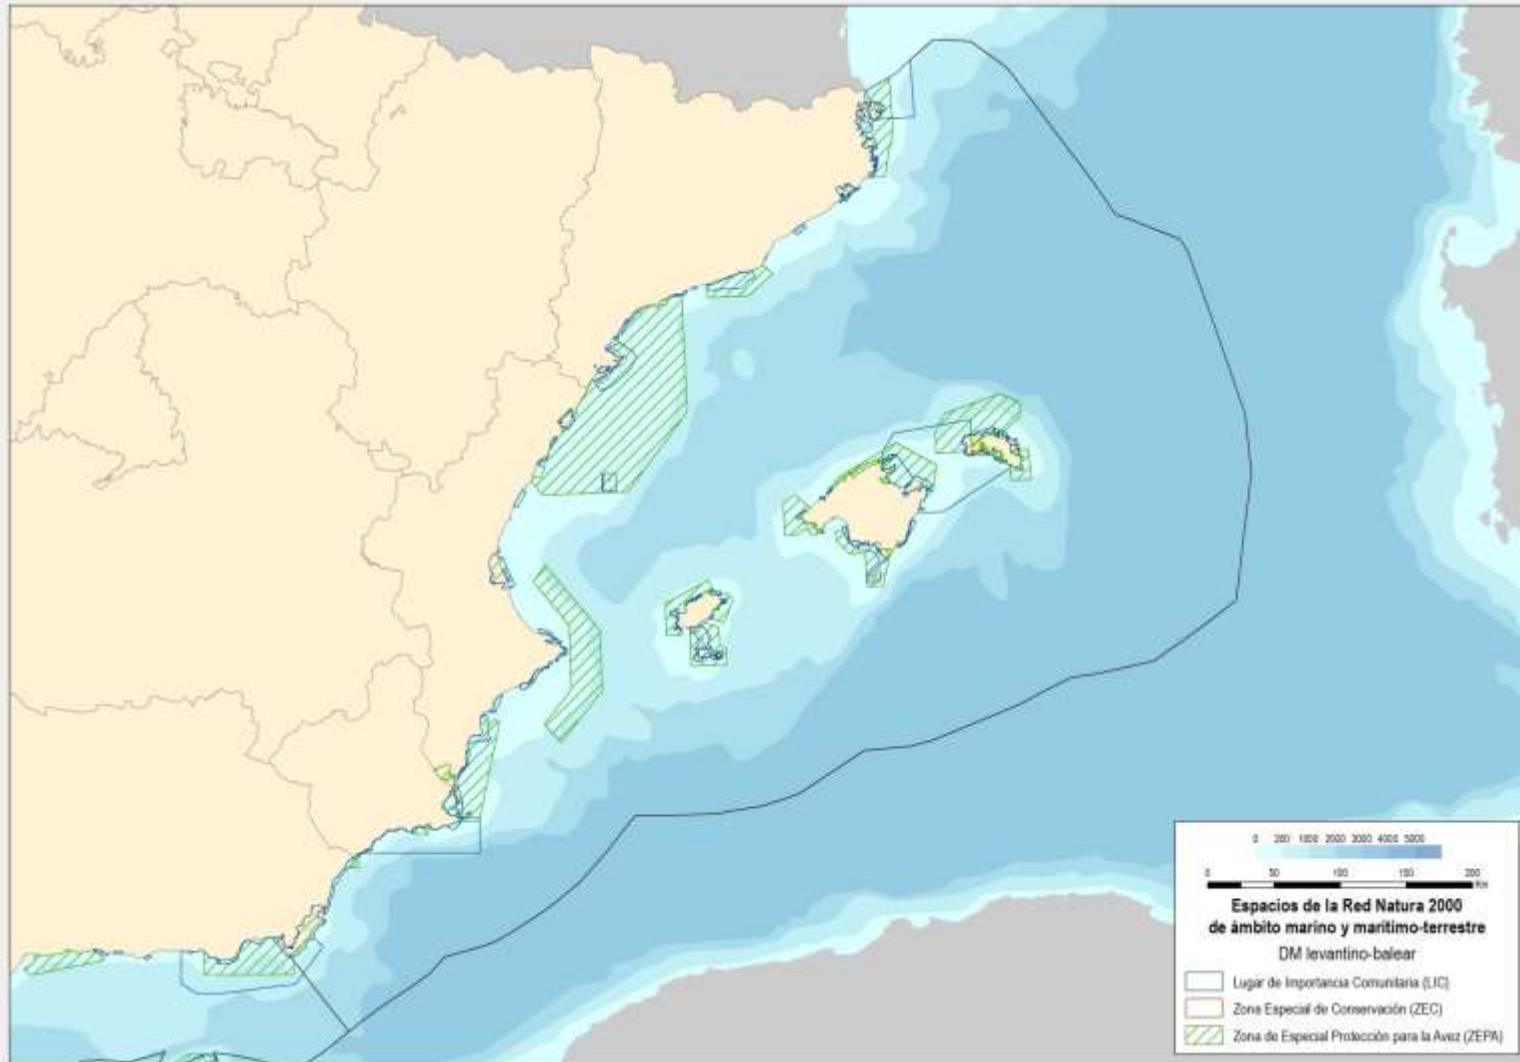 0 200 1000 2000 3000 4000 5000
0 50 100 150 200
Km
Espacios de la Red Natura 2000
de ámbito marino y marítimo-terrestre
DM levantino-balear
Lugar de Importancia Comunitaria (LIC)
Zona Especial de Conservación (ZEC)
Zona de Especial Protección para la Avez (ZEPA)